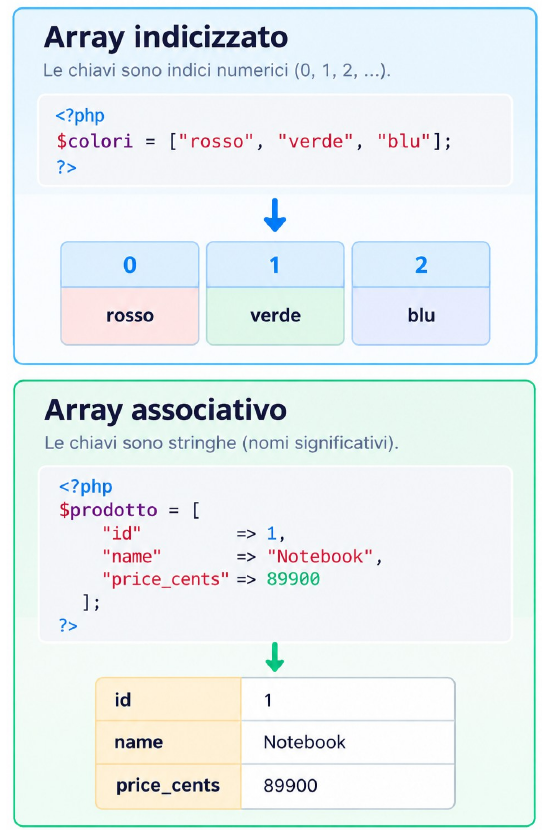 Array indicizzato
Le chiavi sono indici numerici (0, 1, 2, ...).
<?php
$colori = ["rosso", "verde", "blu"];
?>
0 1 2
rosso verde blu
Array associativo
Le chiavi sono stringhe (nomi significativi).
<?php
$prodotto = [
"id" => 1,
"name" => "Notebook",
"price_cents" => 89900
];
?>
id 1
name Notebook
price_cents 89900